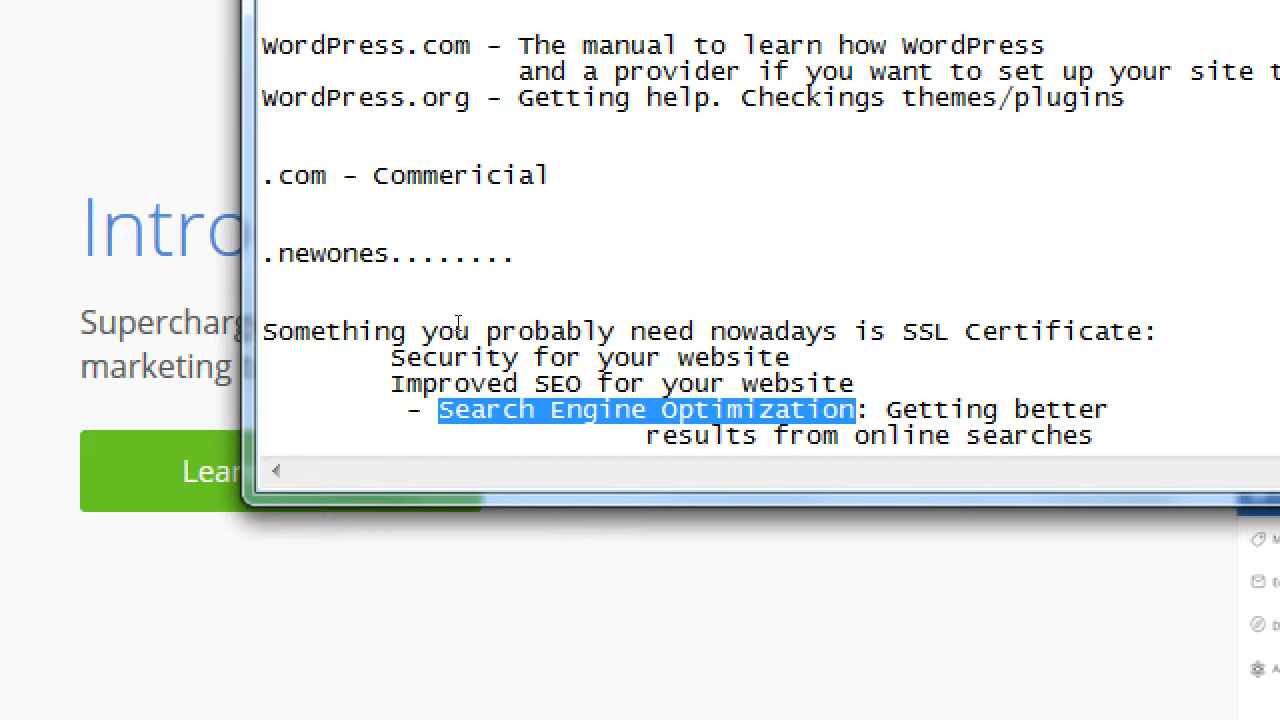 WordPress.com - The manual to learn how WordPress
and a provider if you want to set up your site t
WordPress.org - Getting help. Checkings themes/plugins
.com - Commericial
.newones........
Something you probably need nowadays is SSL Certificate:
Security for your website
Improved SEO for your website
- Search Engine Optimization: Getting better
results from online searches
Intro
Supercharg
marketing
Lear